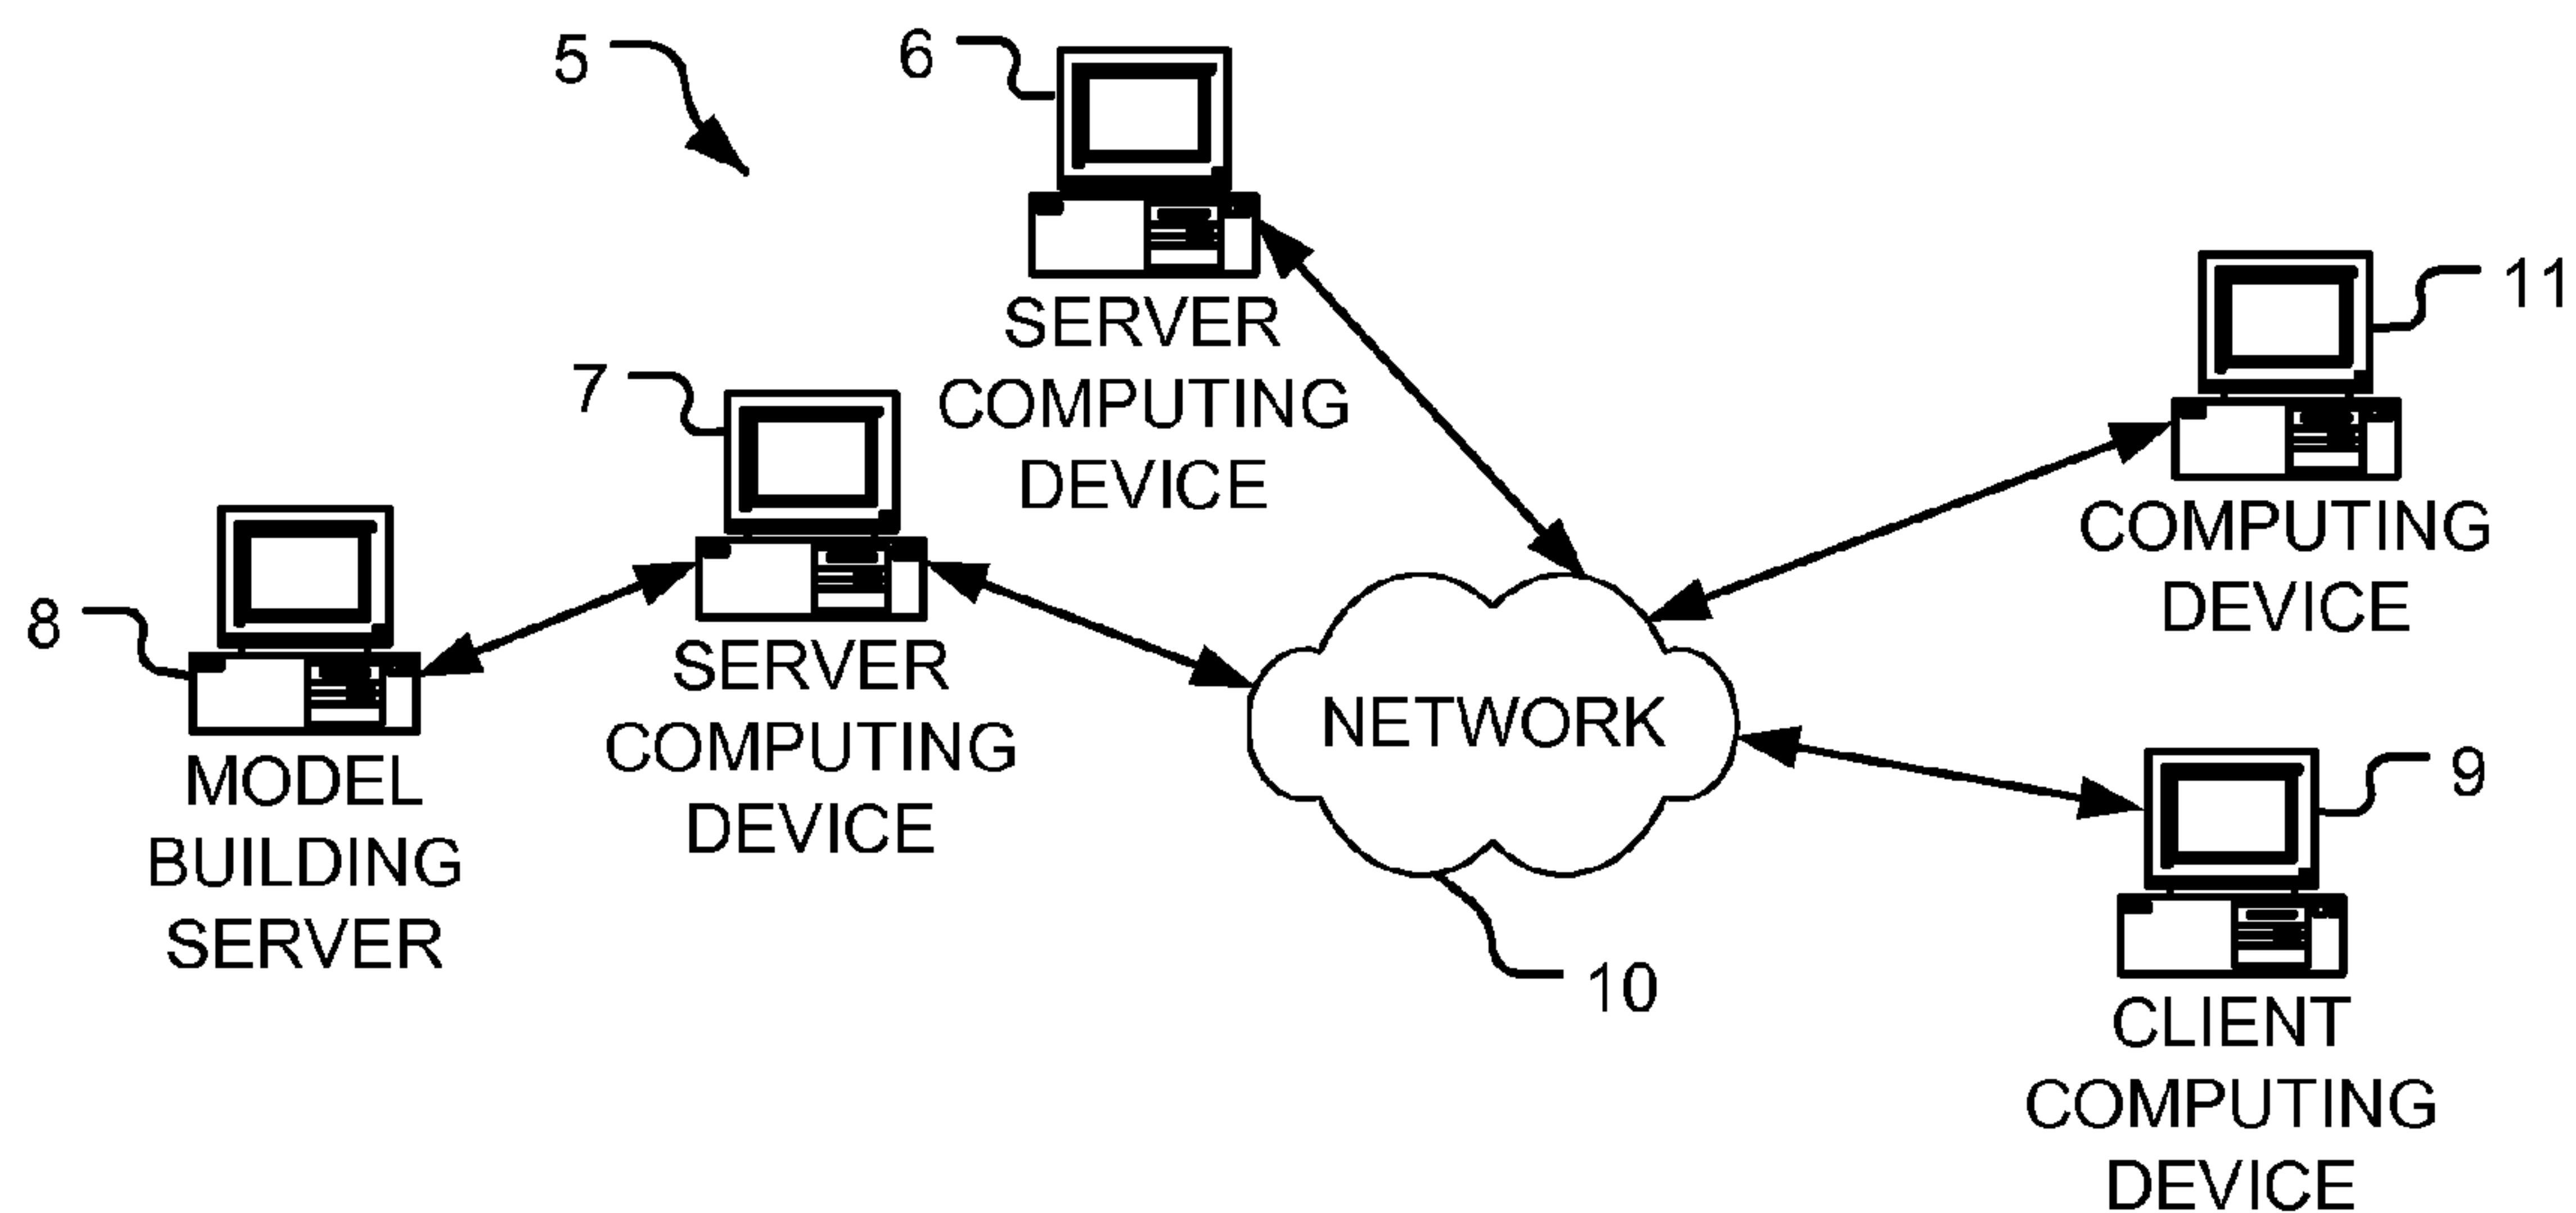 5
6
SERVER
COMPUTING
DEVICE
11
COMPUTING
DEVICE
7
SERVER
COMPUTING
DEVICE
8
MODEL
BUILDING
SERVER
NETWORK
10
9
CLIENT
COMPUTING
DEVICE